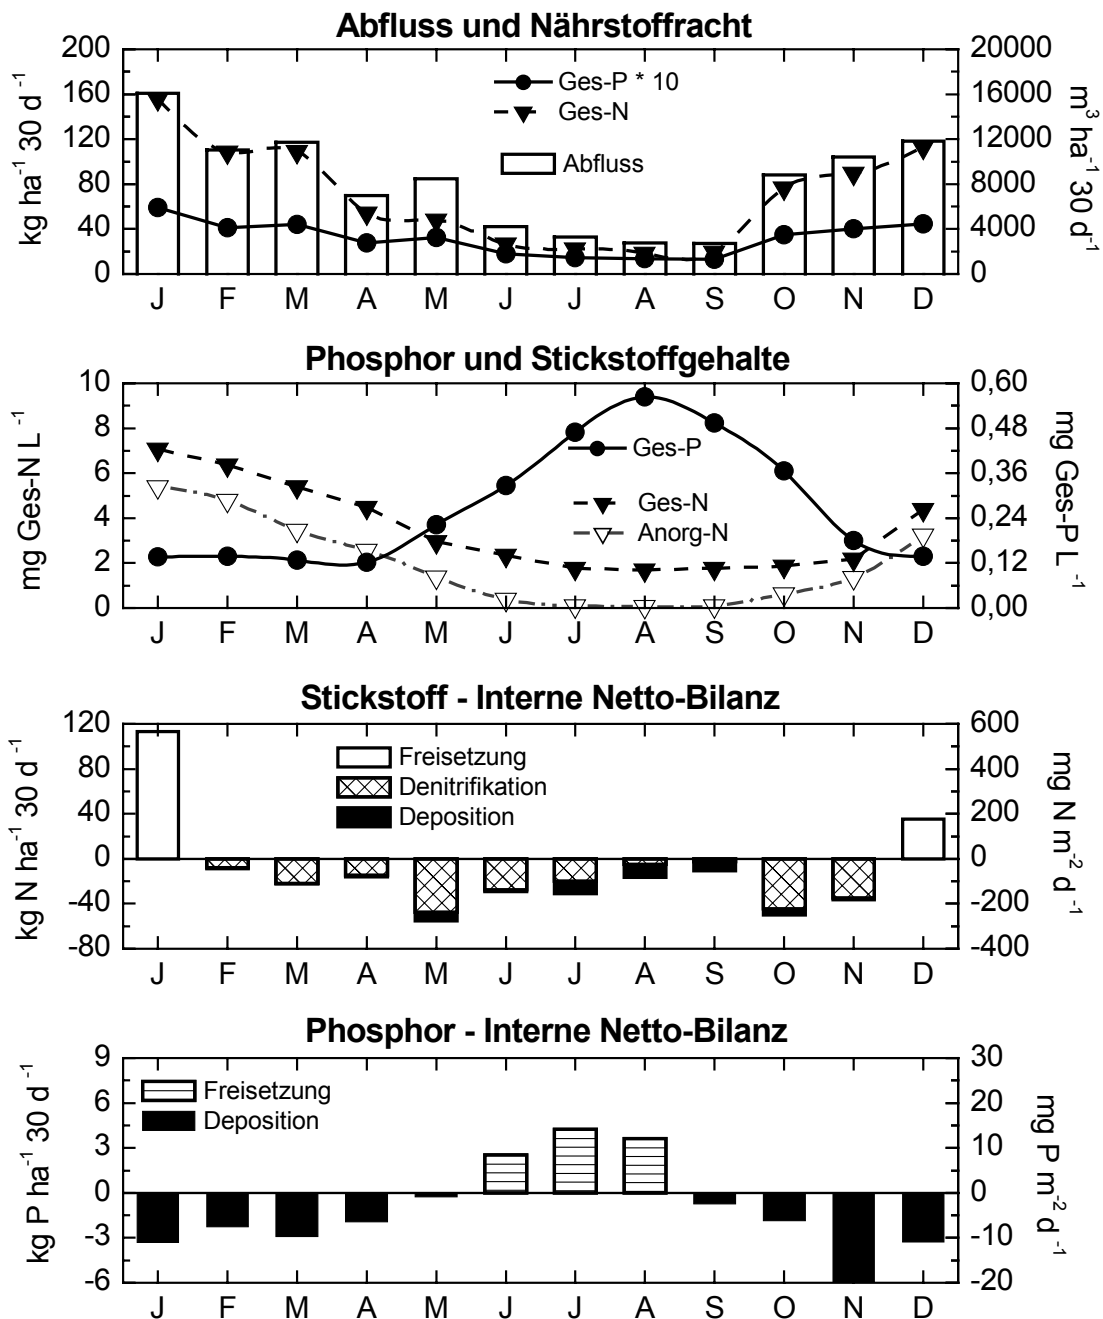 Abfluss und Nährstoffracht
kg ha⁻¹ 30 d⁻¹
200
160
120
80
40
0
Ges-P * 10
Ges-N
Abfluss
20000
16000
12000
8000
4000
0
m³ ha⁻¹ 30 d⁻¹
J F M A M J J A S O N D
Phosphor und Stickstoffgehalte
mg Ges-N L⁻¹
10
8
6
4
2
0
Ges-P
Ges-N
Anorg-N
0,60
0,48
0,36
0,24
0,12
0,00
mg Ges-P L⁻¹
J F M A M J J A S O N D
Stickstoff - Interne Netto-Bilanz
kg N ha⁻¹ 30 d⁻¹
120
80
40
0
-40
-80
Freisetzung
Denitrifikation
Deposition
600
400
200
0
-200
-400
mg N m⁻² d⁻¹
J F M A M J J A S O N D
Phosphor - Interne Netto-Bilanz
kg P ha⁻¹ 30 d⁻¹
9
6
3
0
-3
-6
Freisetzung
Deposition
30
20
10
0
-10
-20
mg P m⁻² d⁻¹
J F M A M J J A S O N D